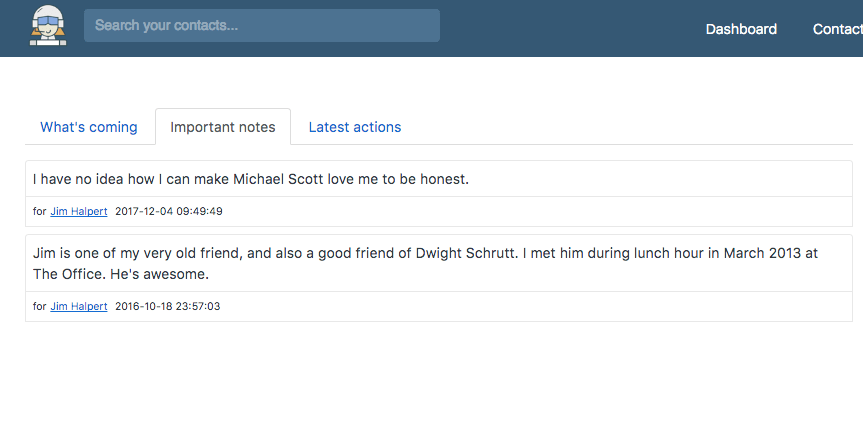 Search your contacts...
Dashboard
Contact
What's coming
Important notes
Latest actions
I have no idea how I can make Michael Scott love me to be honest.
for Jim Halpert 2017-12-04 09:49:49
Jim is one of my very old friend, and also a good friend of Dwight Schrutt. I met him during lunch hour in March 2013 at
The Office. He's awesome.
for Jim Halpert 2016-10-18 23:57:03